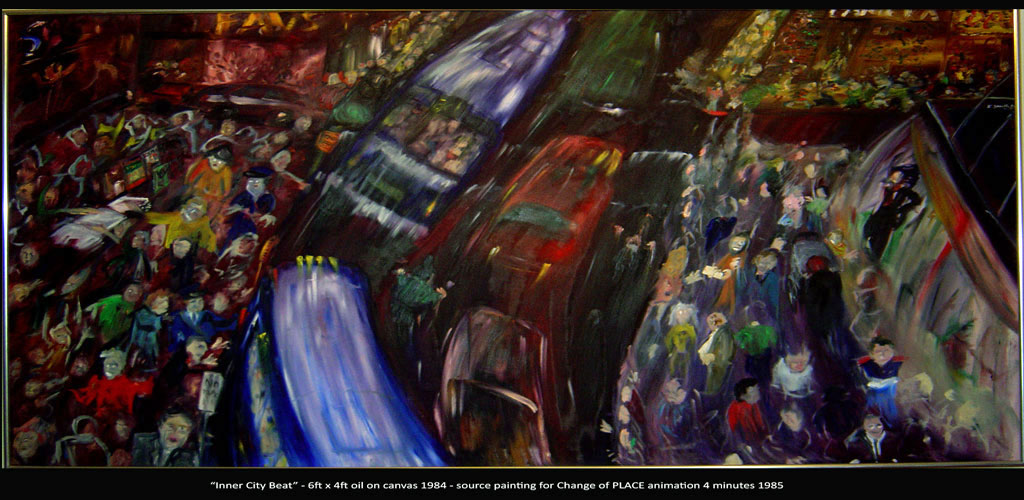 “Inner City Beat” - 6ft x 4ft oil on canvas 1984 - source painting for Change of PLACE animation 4 minutes 1985